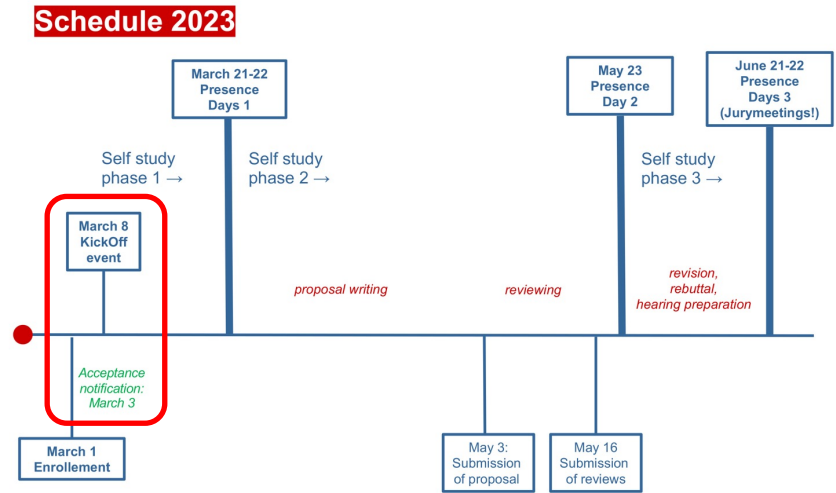 Schedule 2023
March 21-22
Presence
Days 1
May 23
Presence
Day 2
June 21-22
Presence
Days 3
(Jurymeetings!)
Self study
phase 1 →
Self study
phase 2 →
Self study
phase 3 →
March 8
KickOff
event
proposal writing
reviewing
revision,
rebuttal,
hearing preparation
Acceptance
notification:
March 3
March 1
Enrollement
May 3:
Submission
of proposal
May 16
Submission
of reviews